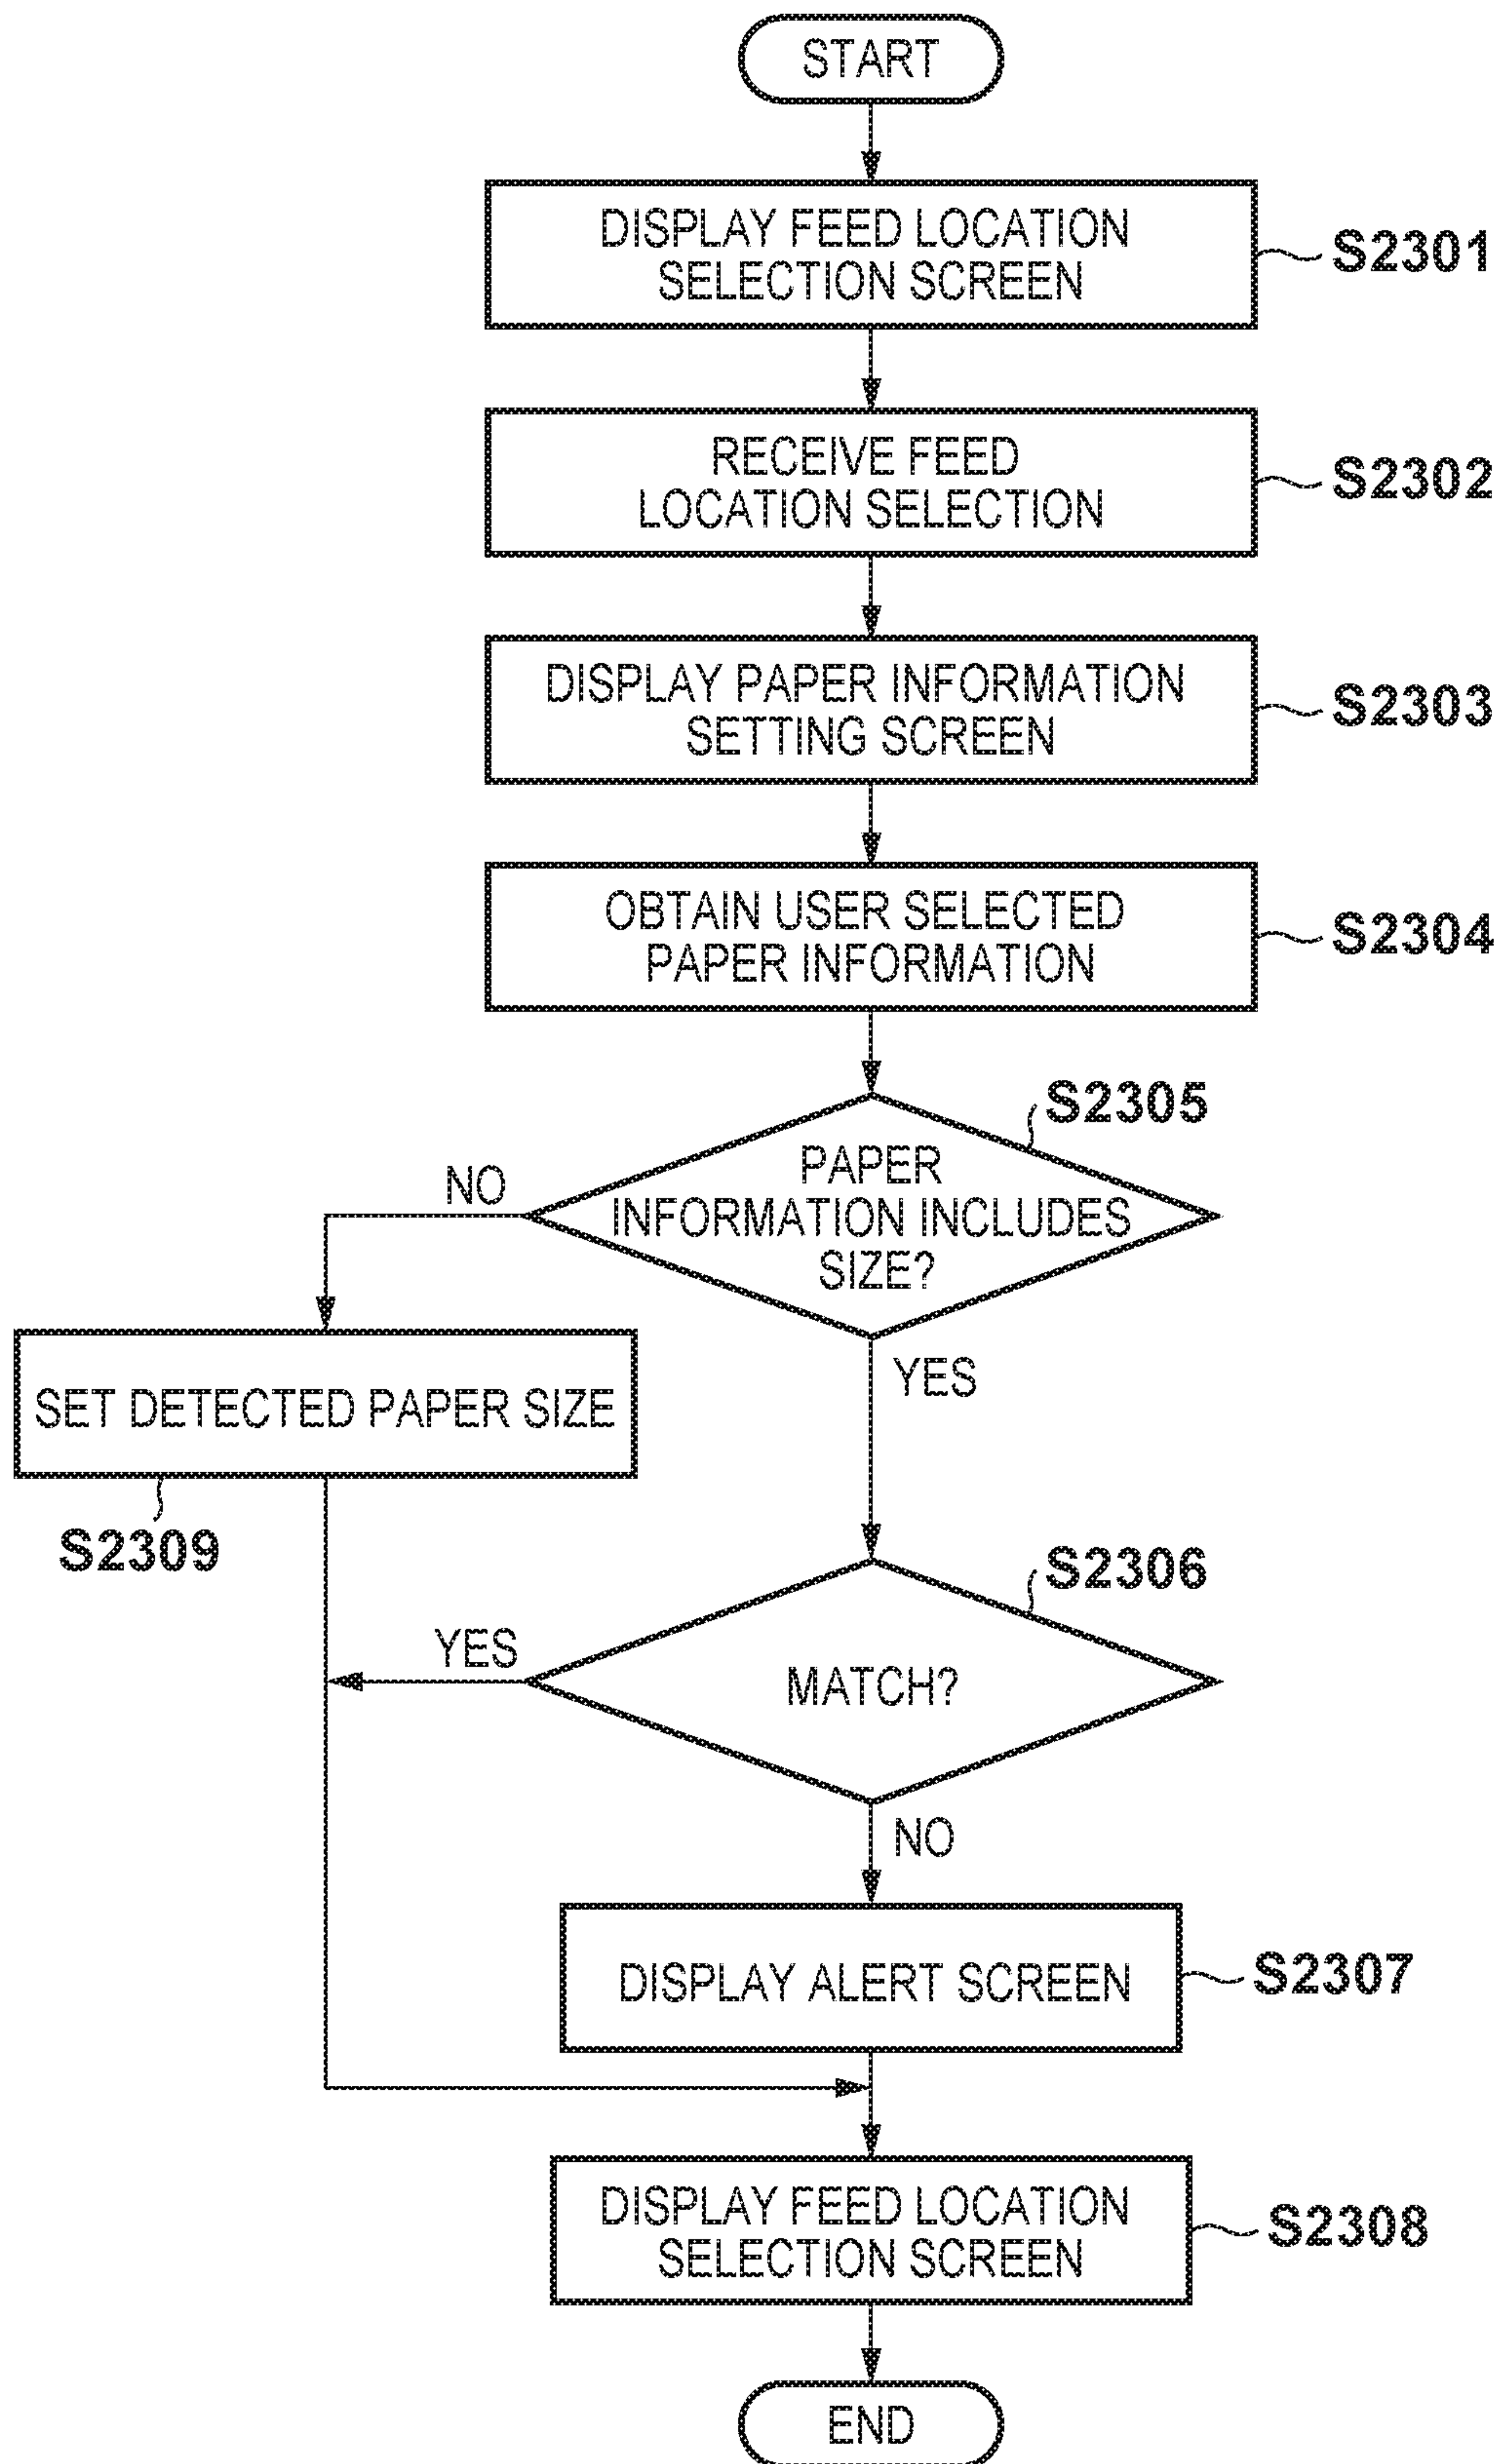 START
DISPLAY FEED LOCATION
SELECTION SCREEN
S2301
RECEIVE FEED
LOCATION SELECTION
S2302
DISPLAY PAPER INFORMATION
SETTING SCREEN
S2303
OBTAIN USER SELECTED
PAPER INFORMATION
S2304
S2305
PAPER
INFORMATION INCLUDES
SIZE?
NO
YES
SET DETECTED PAPER SIZE
S2309
S2306
YES
MATCH?
NO
DISPLAY ALERT SCREEN
S2307
DISPLAY FEED LOCATION
SELECTION SCREEN
S2308
END